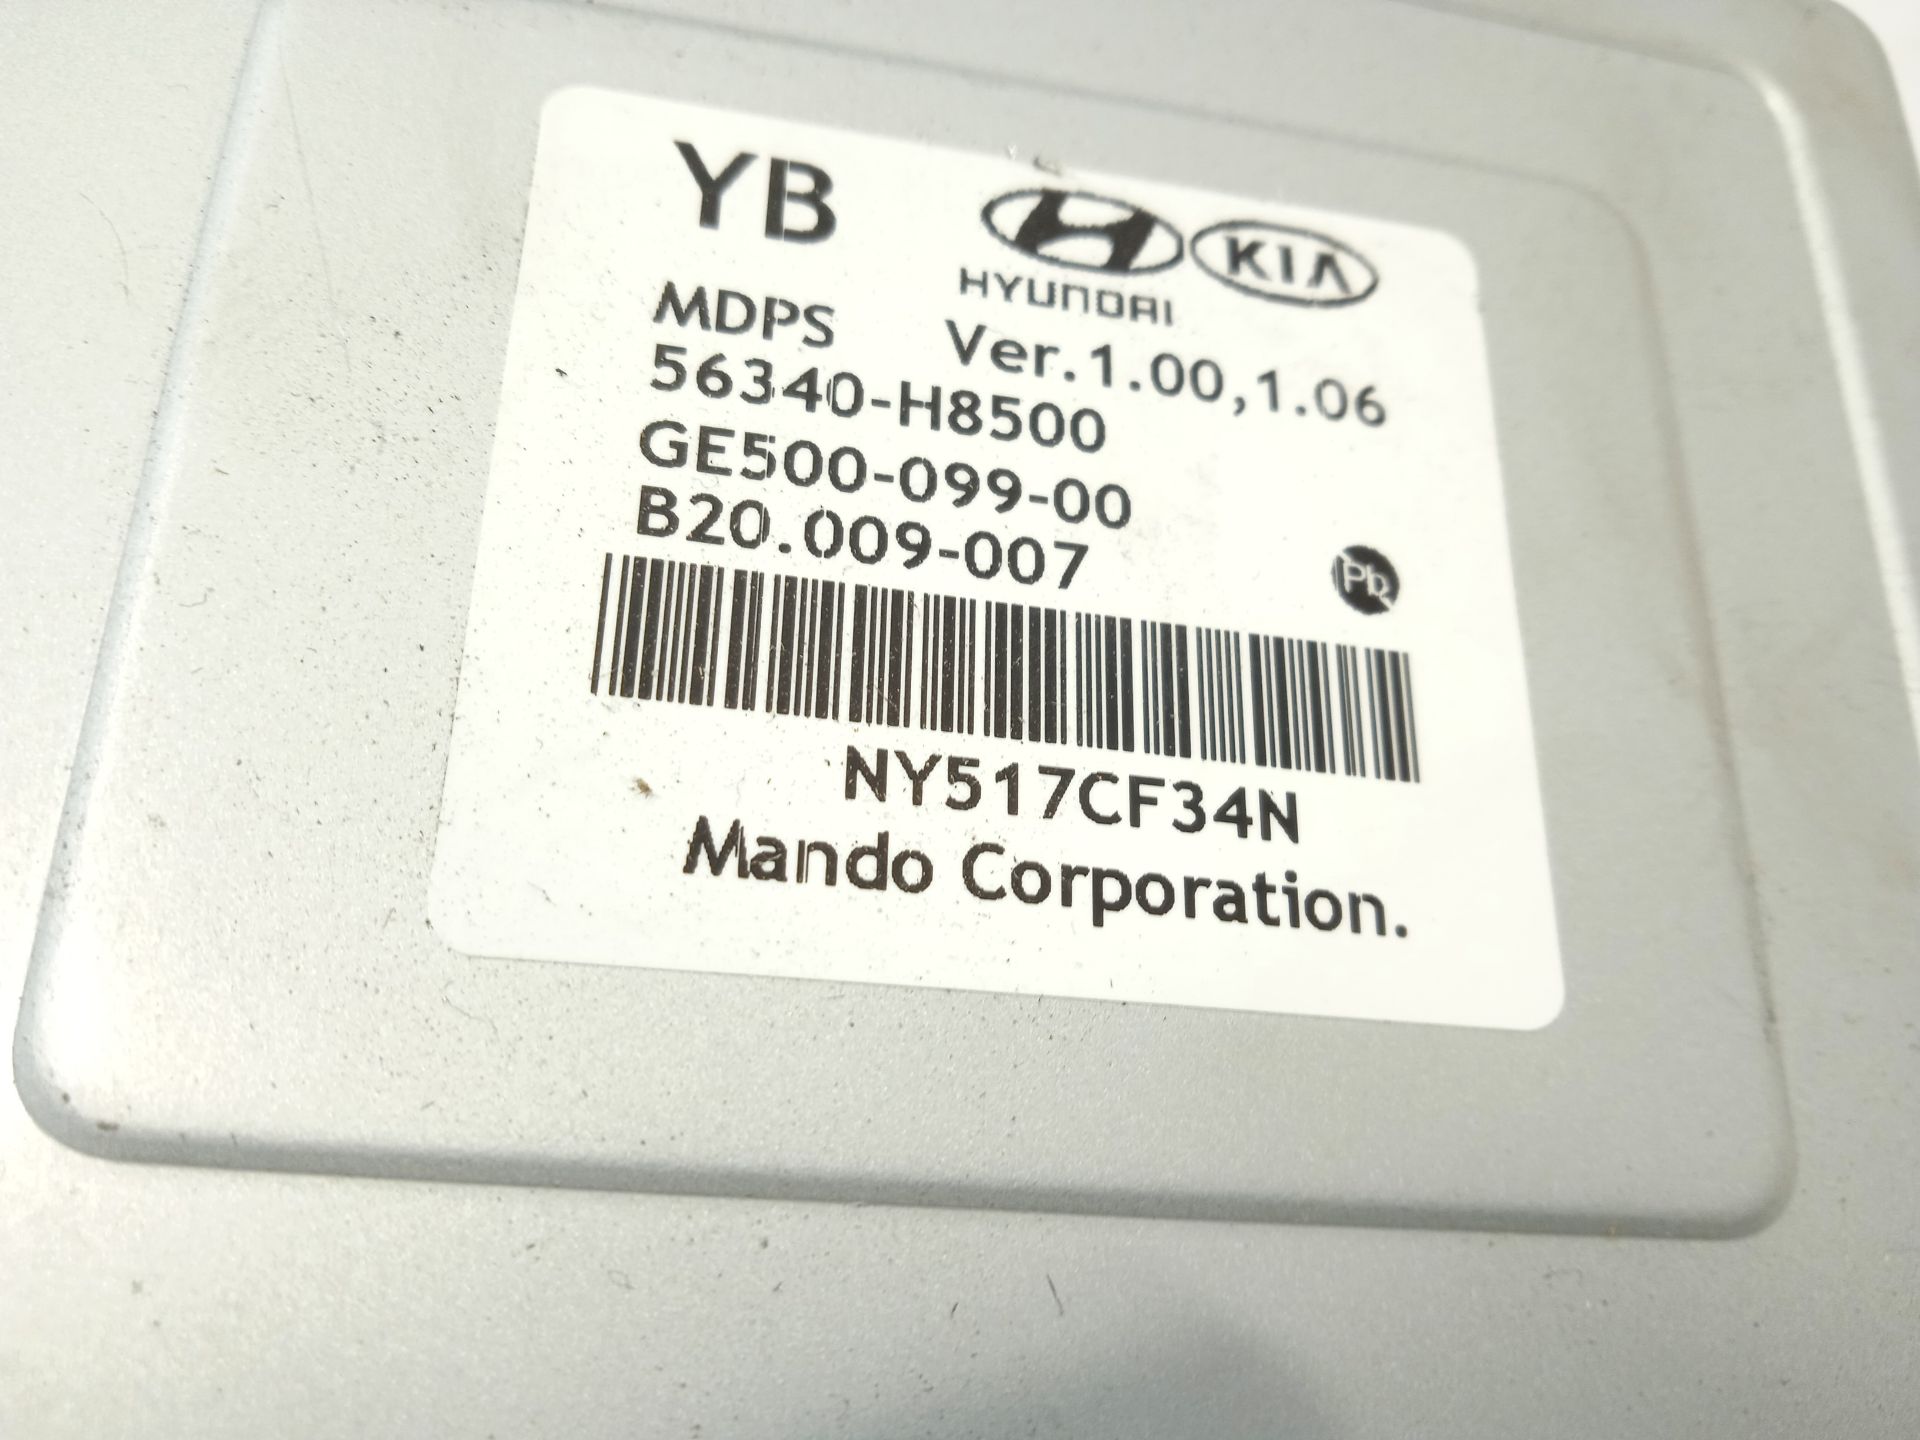 YB
HYUNDAI
KIA
MDPS Ver.1.00,1.06
56340-H8500
GE500-099-00
B20.009-007
Pb
NY517CF34N
Mando Corporation.